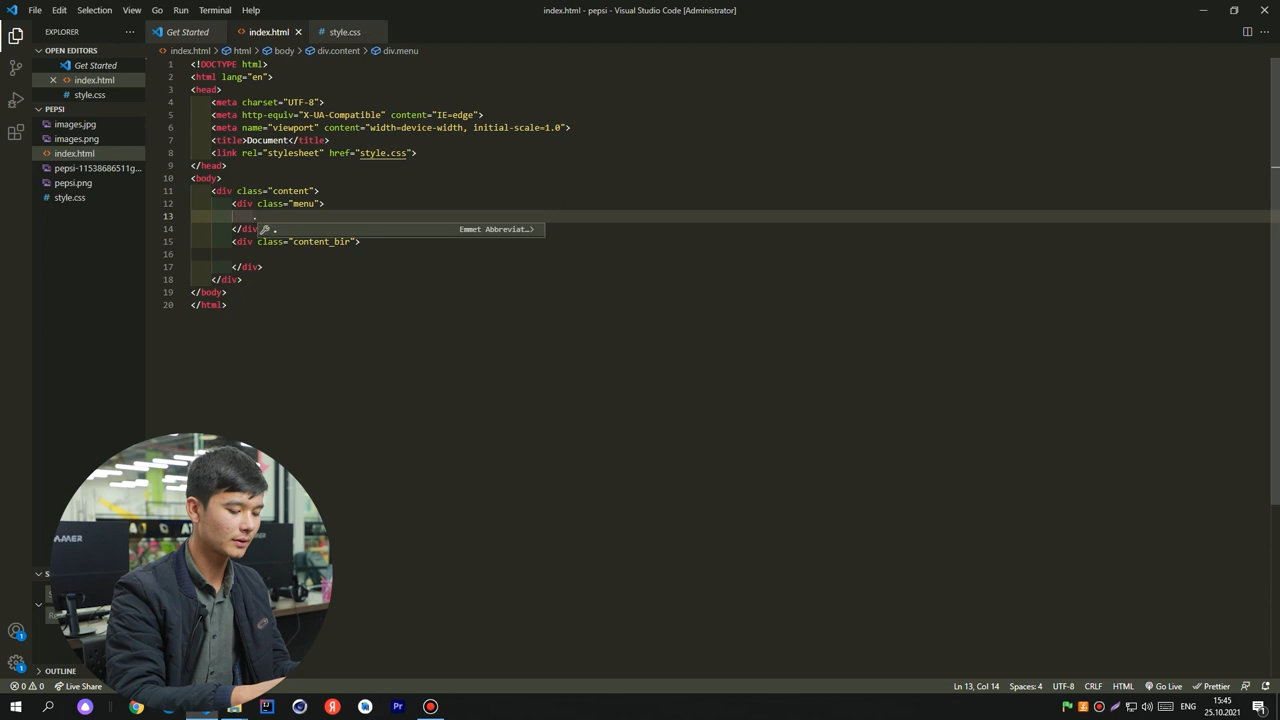 File Edit Selection View Go Run Terminal Help
index.html - pepsi - Visual Studio Code [Administrator]
EXPLORER
Get Started
index.html
style.css
OPEN EDITORS
Get Started
index.html
style.css
PEPSI
images.jpg
images.png
index.html
pepsi-11538686511g...
pepsi.png
style.css
index.html > html > body > div.content > div.menu
1 <!DOCTYPE html>
2 <html lang="en">
3 <head>
4 <meta charset="UTF-8">
5 <meta http-equiv="X-UA-Compatible" content="IE=edge">
6 <meta name="viewport" content="width=device-width, initial-scale=1.0">
7 <title>Document</title>
8 <link rel="stylesheet" href="style.css">
9 </head>
10 <body>
11 <div class="content">
12 <div class="menu">
13 .
14 </div
. Emmet Abbreviat…>
15 <div class="content_bir">
16
17 </div>
18 </div>
19 </body>
20 </html>
OUTLINE
0 0 Live Share
Ln 13, Col 14 Spaces: 4 UTF-8 CRLF HTML Go Live Prettier
ENG
15:45
25.10.2021